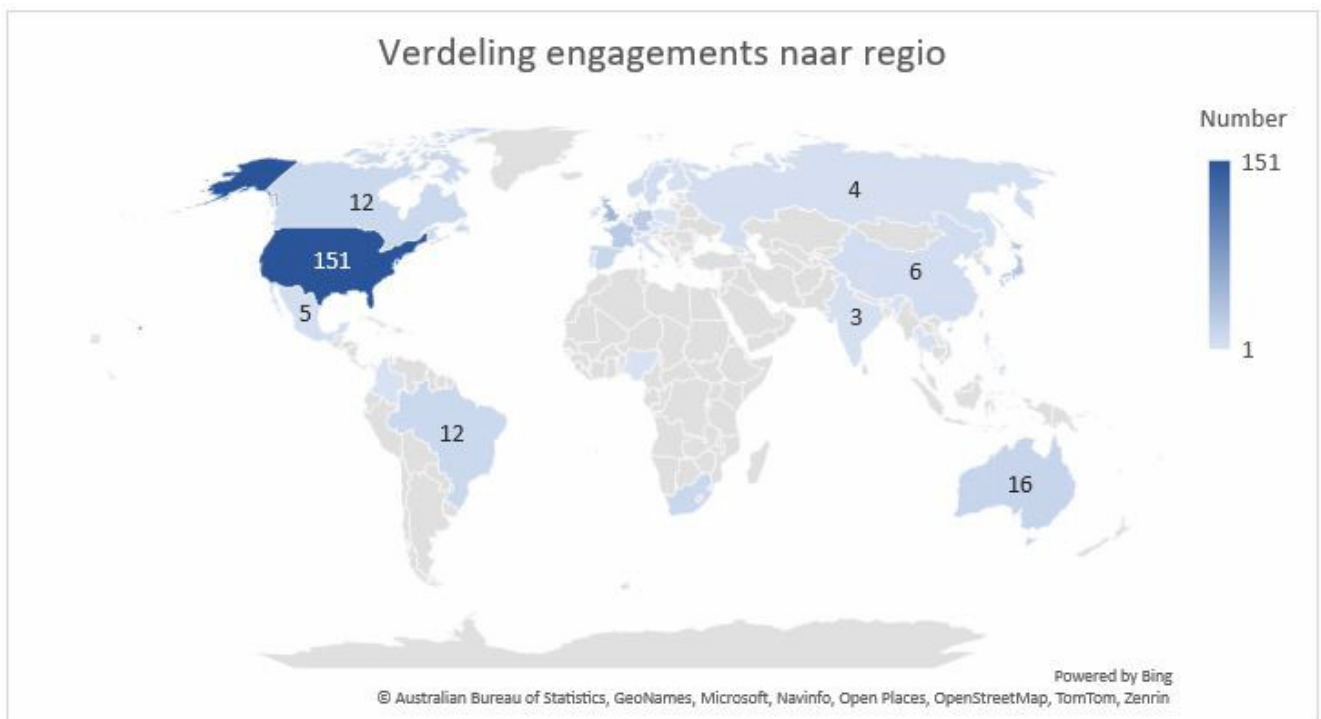 Verdeling engagements naar regio
Number
151
1
12
151
5
12
4
6
3
16
Powered by Bing
© Australian Bureau of Statistics, GeoNames, Microsoft, Navinfo, Open Places, OpenStreetMap, TomTom, Zenrin